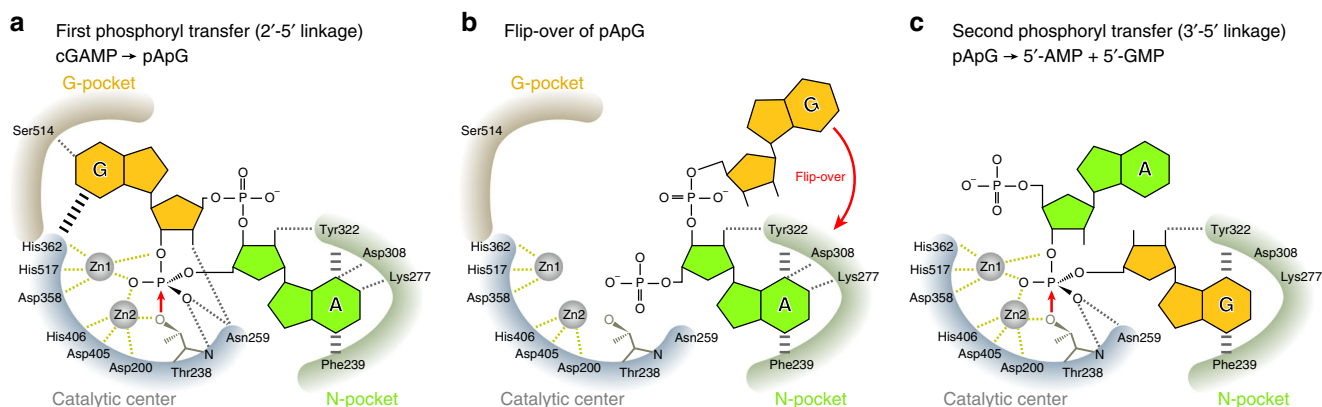 a
First phosphoryl transfer (2′-5′ linkage)
cGAMP → pApG
G-pocket
Ser514
G
O
O
P
O⁻
O
His362
His517
Asp358
Zn1
Zn2
O
O
P
O
O
O
A
Tyr322
Asp308
Lys277
His406
Asp405
Asp200
Thr238
N
Asn259
Phe239
Catalytic center
N-pocket
b
Flip-over of pApG
G-pocket
G
Flip-over
O
O
P
O⁻
O
Tyr322
Asp308
Lys277
His362
His517
Asp358
Zn1
Zn2
O
⁻O
P
O
O
A
O
His406
Asp405
Asp200
Thr238
N
Asn259
Phe239
Catalytic center
N-pocket
c
Second phosphoryl transfer (3′-5′ linkage)
pApG → 5′-AMP + 5′-GMP
O
⁻O
P
O
O
A
His362
His517
Asp358
Zn1
Zn2
O
O
P
O
O
O
G
Tyr322
Asp308
Lys277
His406
Asp405
Asp200
Thr238
N
Asn259
Phe239
Catalytic center
N-pocket